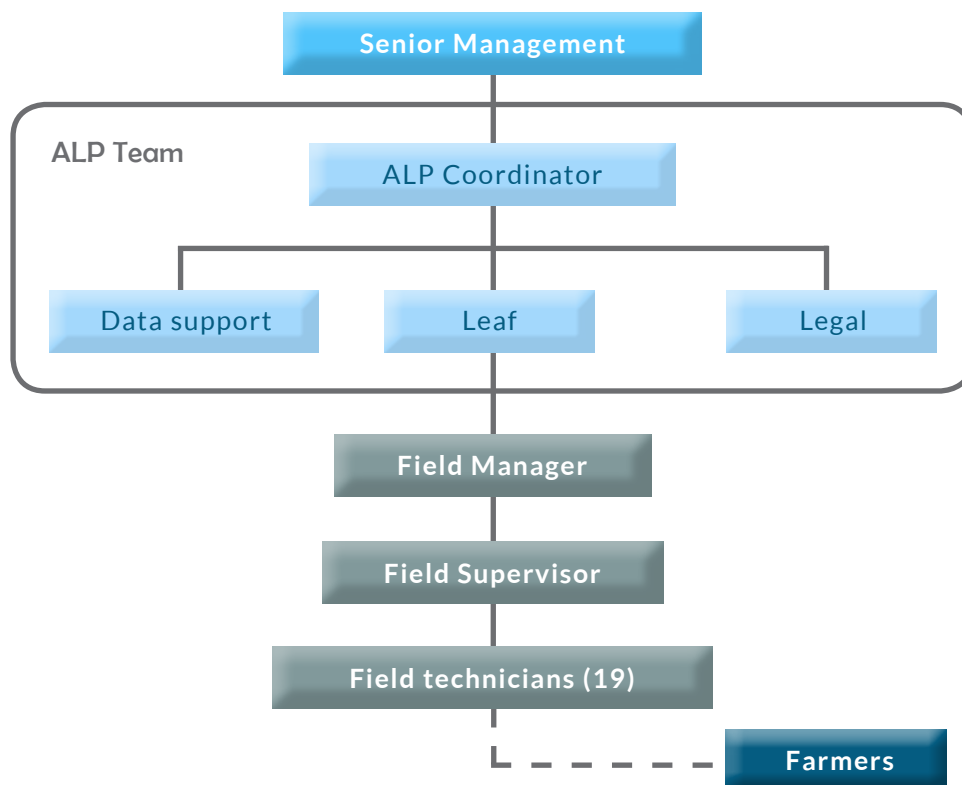 Senior Management
ALP Team
ALP Coordinator
Data support
Leaf
Legal
Field Manager
Field Supervisor
Field technicians (19)
Farmers